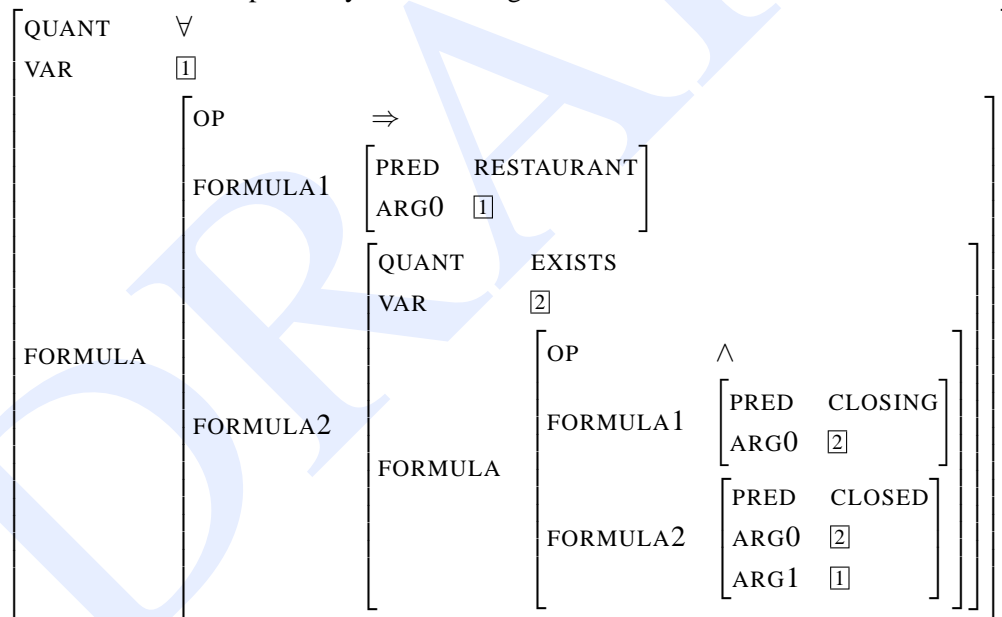 QUANT ∀
VAR 1
OP ⇒
FORMULA1
PRED RESTAURANT
ARG0 1
QUANT EXISTS
VAR 2
FORMULA
OP ∧
FORMULA2
FORMULA1
PRED CLOSING
ARG0 2
FORMULA
FORMULA2
PRED CLOSED
ARG0 2
ARG1 1
DRA